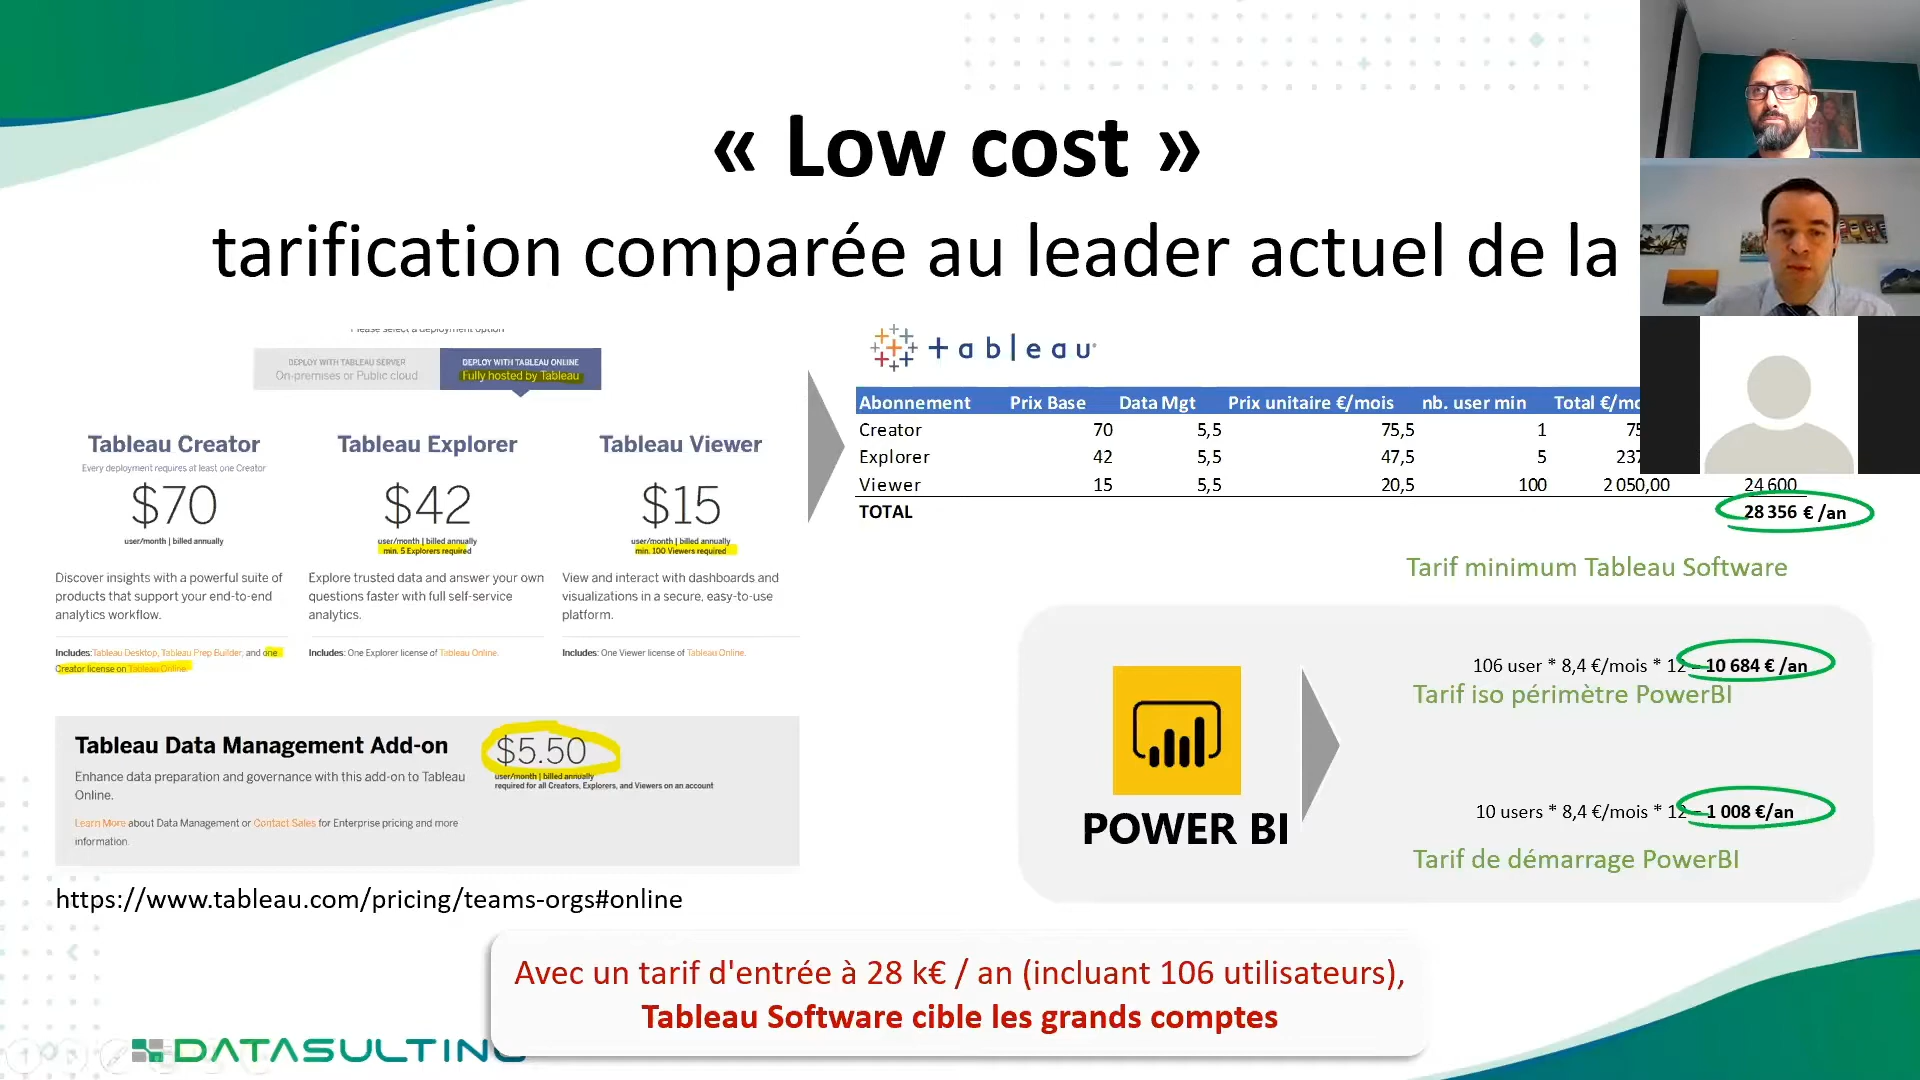 « Low cost »
tarification comparée au leader actuel de la
Please select a deployment option
DEPLOY WITH TABLEAU SERVER
On-premises or Public cloud
DEPLOY WITH TABLEAU ONLINE
Fully hosted by Tableau
Tableau Creator
Every deployment requires at least one Creator
$70
user/month | billed annually
Discover insights with a powerful suite of
products that support your end-to-end
analytics workflow.
Includes: Tableau Desktop, Tableau Prep Builder, and one
Creator license on Tableau Online.
Tableau Explorer
$42
user/month | billed annually
min. 5 Explorers required
Explore trusted data and answer your own
questions faster with full self-service
analytics.
Includes: One Explorer license of Tableau Online.
Tableau Viewer
$15
user/month | billed annually
min. 100 Viewers required
View and interact with dashboards and
visualizations in a secure, easy-to-use
platform.
Includes: One Viewer license of Tableau Online.
Tableau Data Management Add-on
Enhance data preparation and governance with this add-on to Tableau
Online.
Learn More about Data Management or Contact Sales for Enterprise pricing and more
information.
$5.50
user/month | billed annually
required for all Creators, Explorers, and Viewers on an account
https://www.tableau.com/pricing/teams-orgs#online
+ a b l e a u
Abonnement Prix Base Data Mgt Prix unitaire €/mois nb. user min Total €/mo
Creator 70 5,5 75,5 1 75
Explorer 42 5,5 47,5 5 237
Viewer 15 5,5 20,5 100 2 050,00 24 600
TOTAL 28 356 € /an
Tarif minimum Tableau Software
POWER BI
106 user * 8,4 €/mois * 12 = 10 684 € /an
Tarif iso périmètre PowerBI
10 users * 8,4 €/mois * 12 = 1 008 €/an
Tarif de démarrage PowerBI
Avec un tarif d'entrée à 28 k€ / an (incluant 106 utilisateurs),
Tableau Software cible les grands comptes
DATASULTING